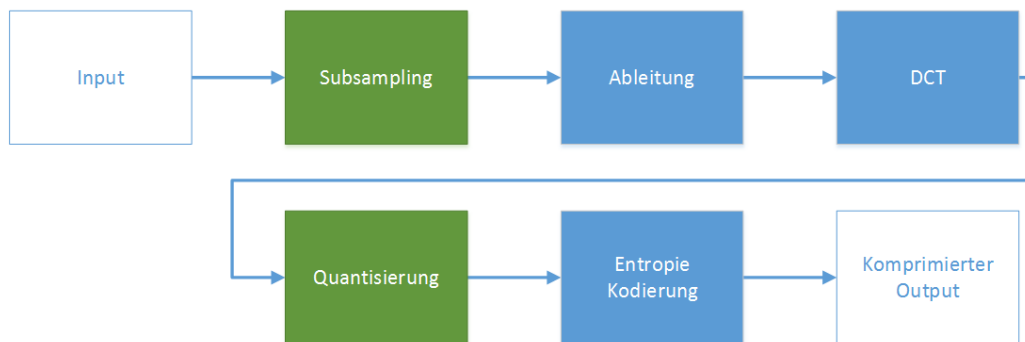 Input
Subsampling
Ableitung
DCT
Quantisierung
Entropie
Kodierung
Komprimierter
Output